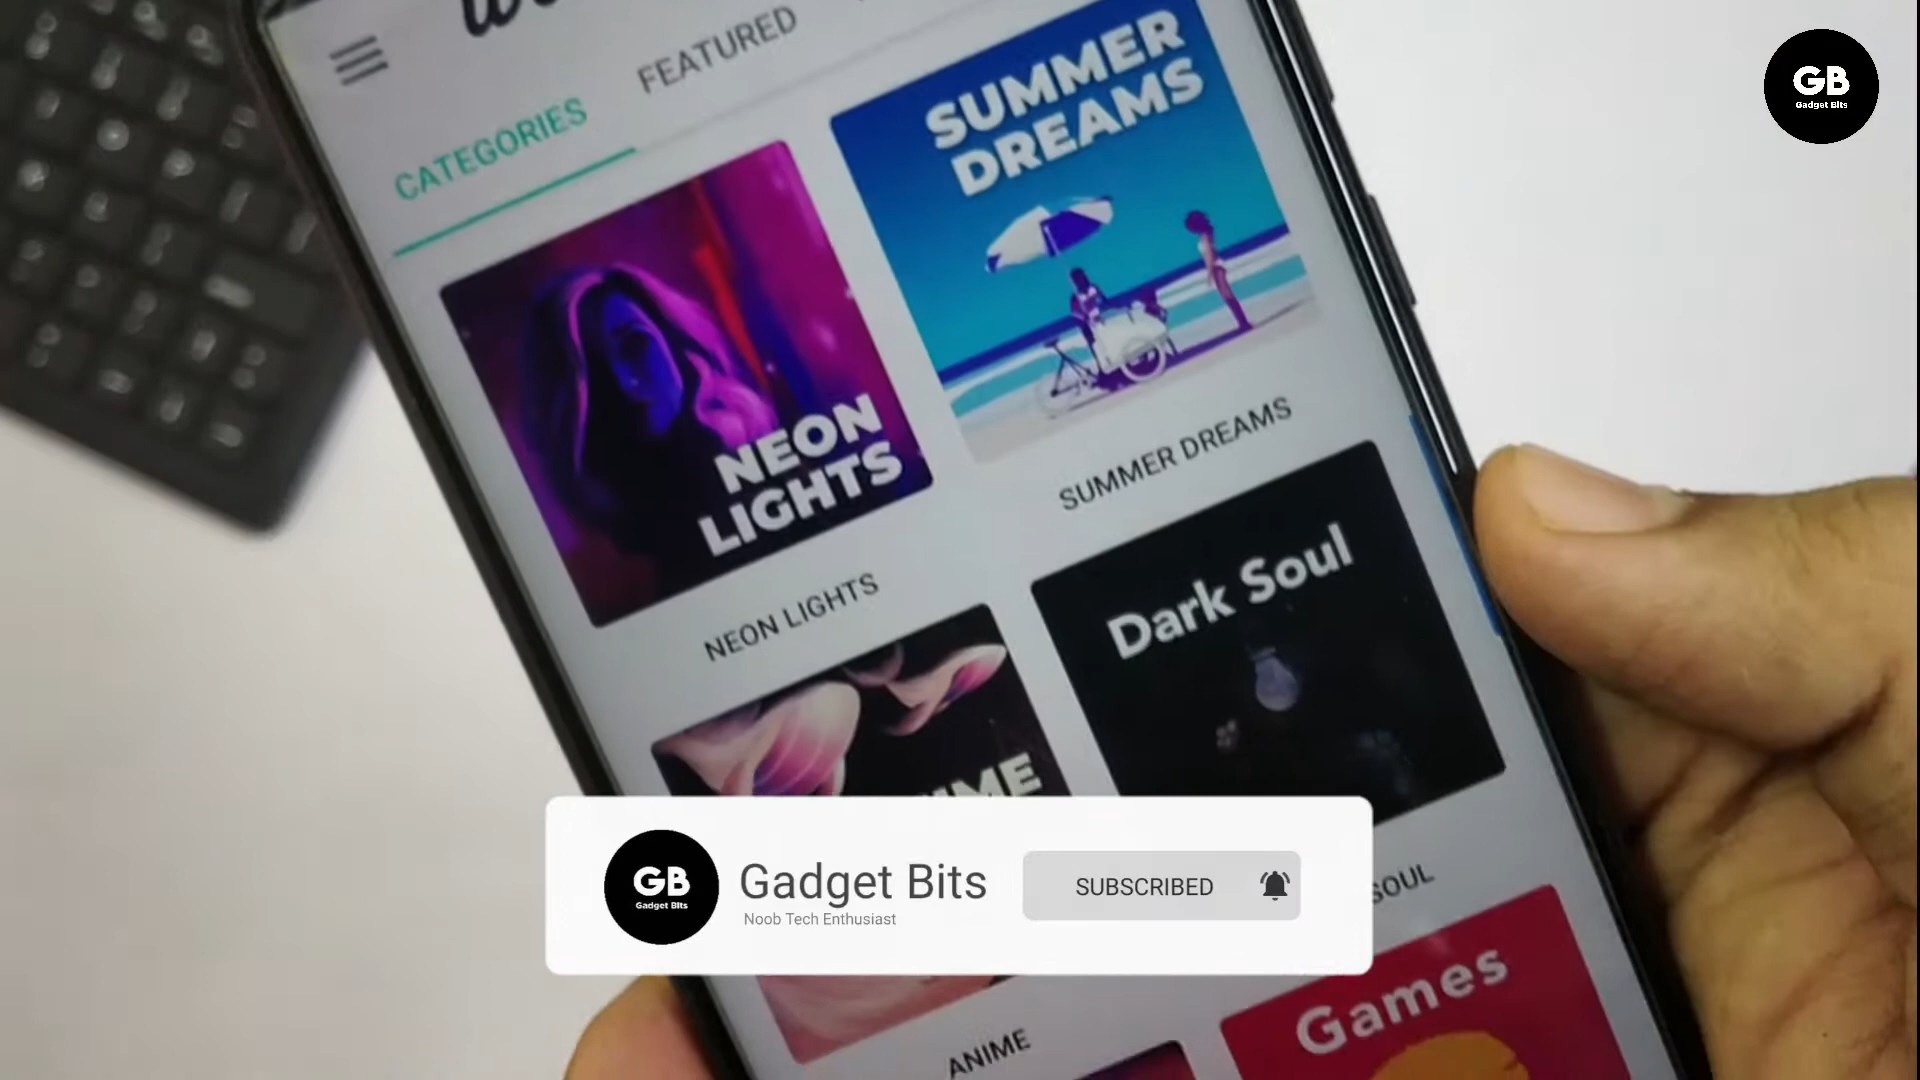 FEATURED
CATEGORIES
SUMMER
DREAMS
NEON
LIGHTS
SUMMER DREAMS
NEON LIGHTS
Dark Soul
SOUL
ANIME
Games
GB
Gadget Bits
GB
Gadget Bits
Gadget Bits
Noob Tech Enthusiast
SUBSCRIBED